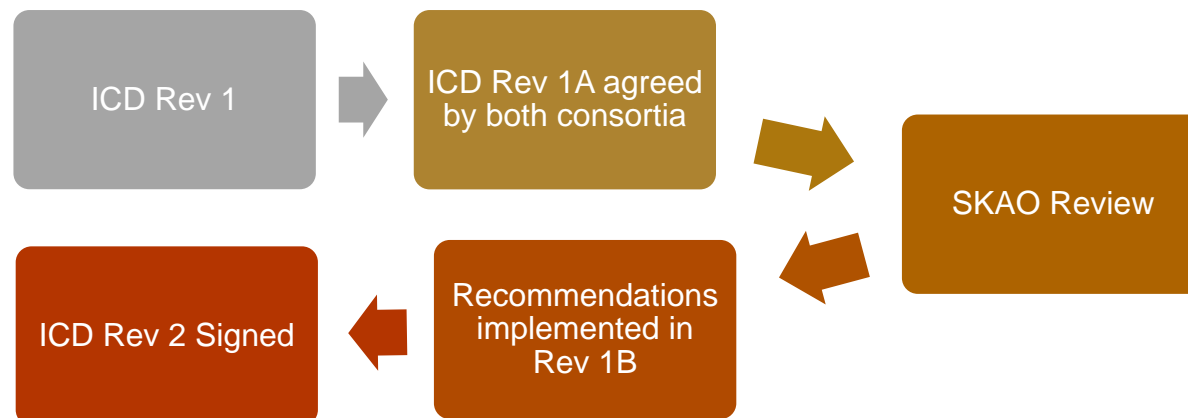 ICD Rev 1
ICD Rev 1A agreed
by both consortia
SKAO Review
Recommendations
implemented in
Rev 1B
ICD Rev 2 Signed